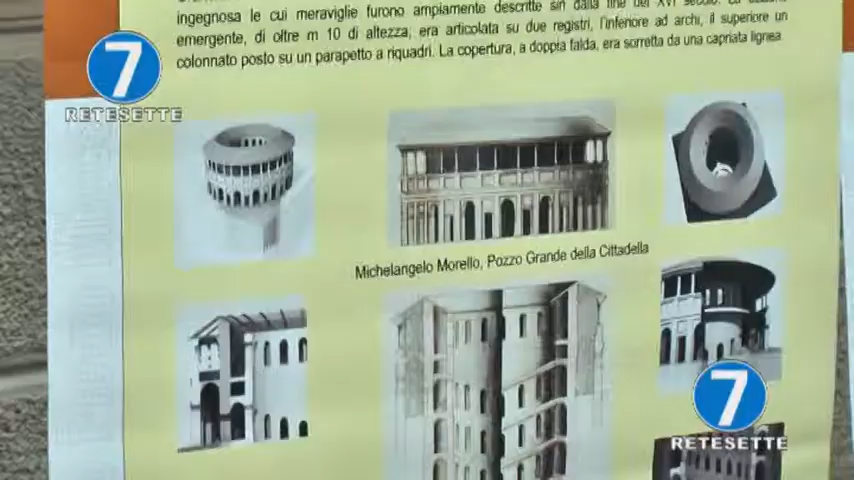 ingegnosa le cui meraviglie furono ampiamente descritte sin dalla fine del XVI secolo. La
emergente, di oltre m 10 di altezza, era articolata su due registri, l'inferiore ad archi, il superiore un
colonnato posto su un parapetto a riquadri. La copertura, a doppia falda, era sorretta da una capriata lignea
7
RETESETTE
Michelangelo Morello, Pozzo Grande della Cittadella
7
RETESETTE